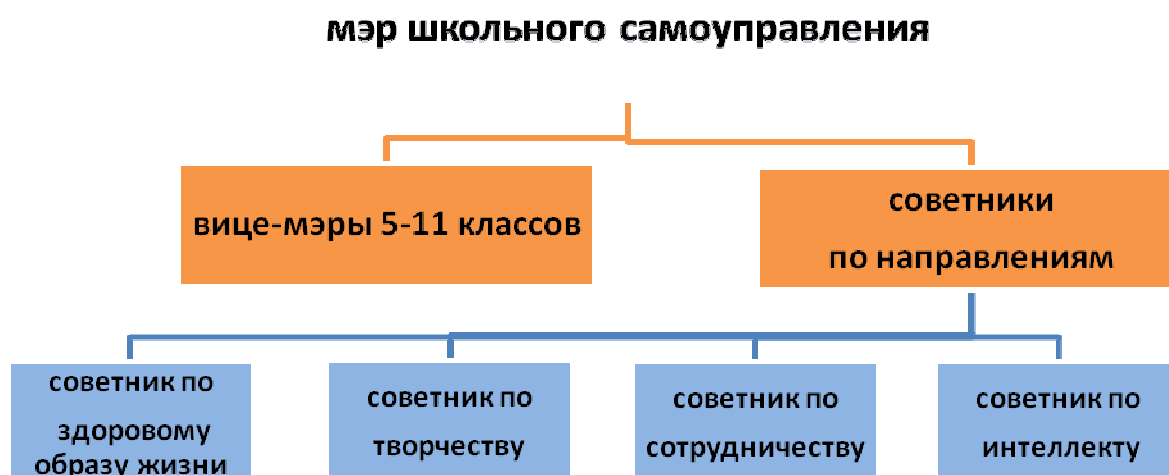 мэр школьного самоуправления
вице-мэры 5-11 классов
советники
по направлениям
советник по
здоровому
образу жизни
советник по
творчеству
советник по
сотрудничеству
советник по
интеллекту